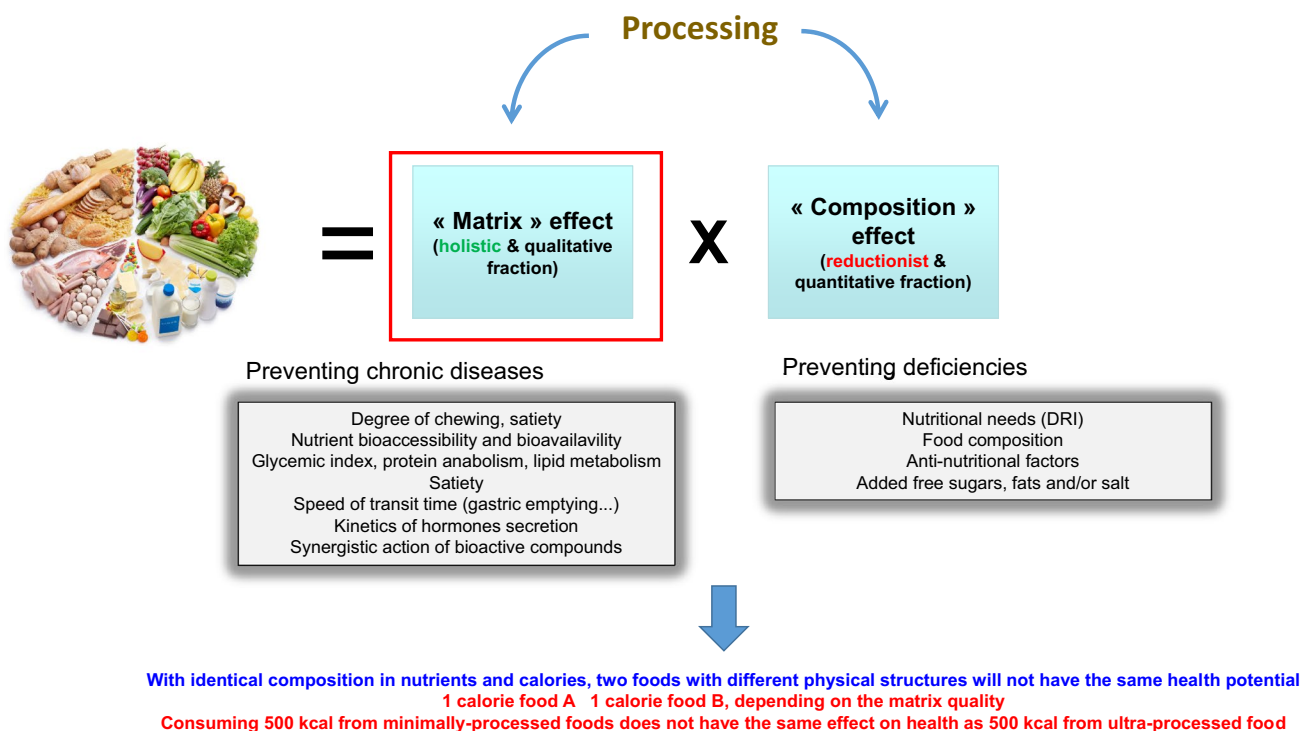 Processing
=
« Matrix » effect
(holistic & qualitative
fraction)
X
« Composition »
effect
(reductionist &
quantitative fraction)
Preventing chronic diseases
Degree of chewing, satiety
Nutrient bioaccessibility and bioavailavility
Glycemic index, protein anabolism, lipid metabolism
Satiety
Speed of transit time (gastric emptying...)
Kinetics of hormones secretion
Synergistic action of bioactive compounds
Preventing deficiencies
Nutritional needs (DRI)
Food composition
Anti-nutritional factors
Added free sugars, fats and/or salt
With identical composition in nutrients and calories, two foods with different physical structures will not have the same health potential
1 calorie food A 1 calorie food B, depending on the matrix quality
Consuming 500 kcal from minimally-processed foods does not have the same effect on health as 500 kcal from ultra-processed food